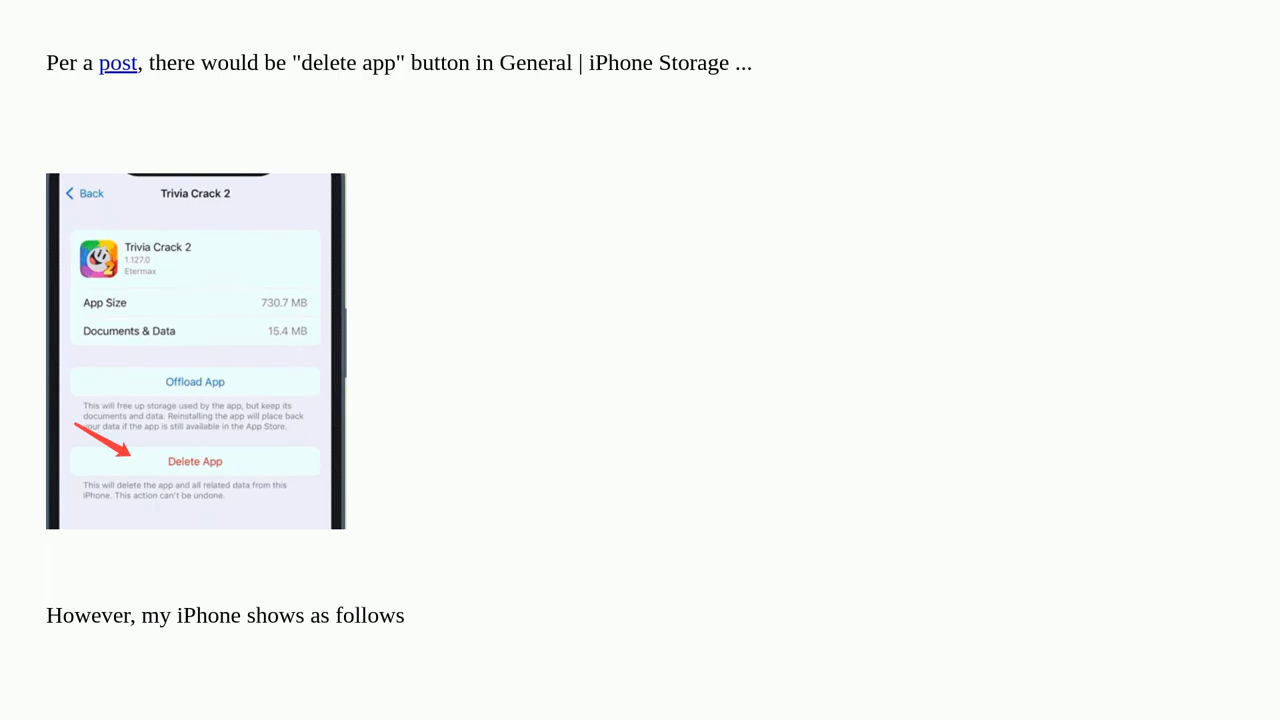 Per a post, there would be "delete app" button in General | iPhone Storage ...
Back
Trivia Crack 2
Trivia Crack 2
1.127.0
Etermax
App Size 730.7 MB
Documents & Data 15.4 MB
Offload App
This will free up storage used by the app, but keep its
documents and data. Reinstalling the app will place back
your data if the app is still available in the App Store.
Delete App
This will delete the app and all related data from this
iPhone. This action can't be undone.
However, my iPhone shows as follows